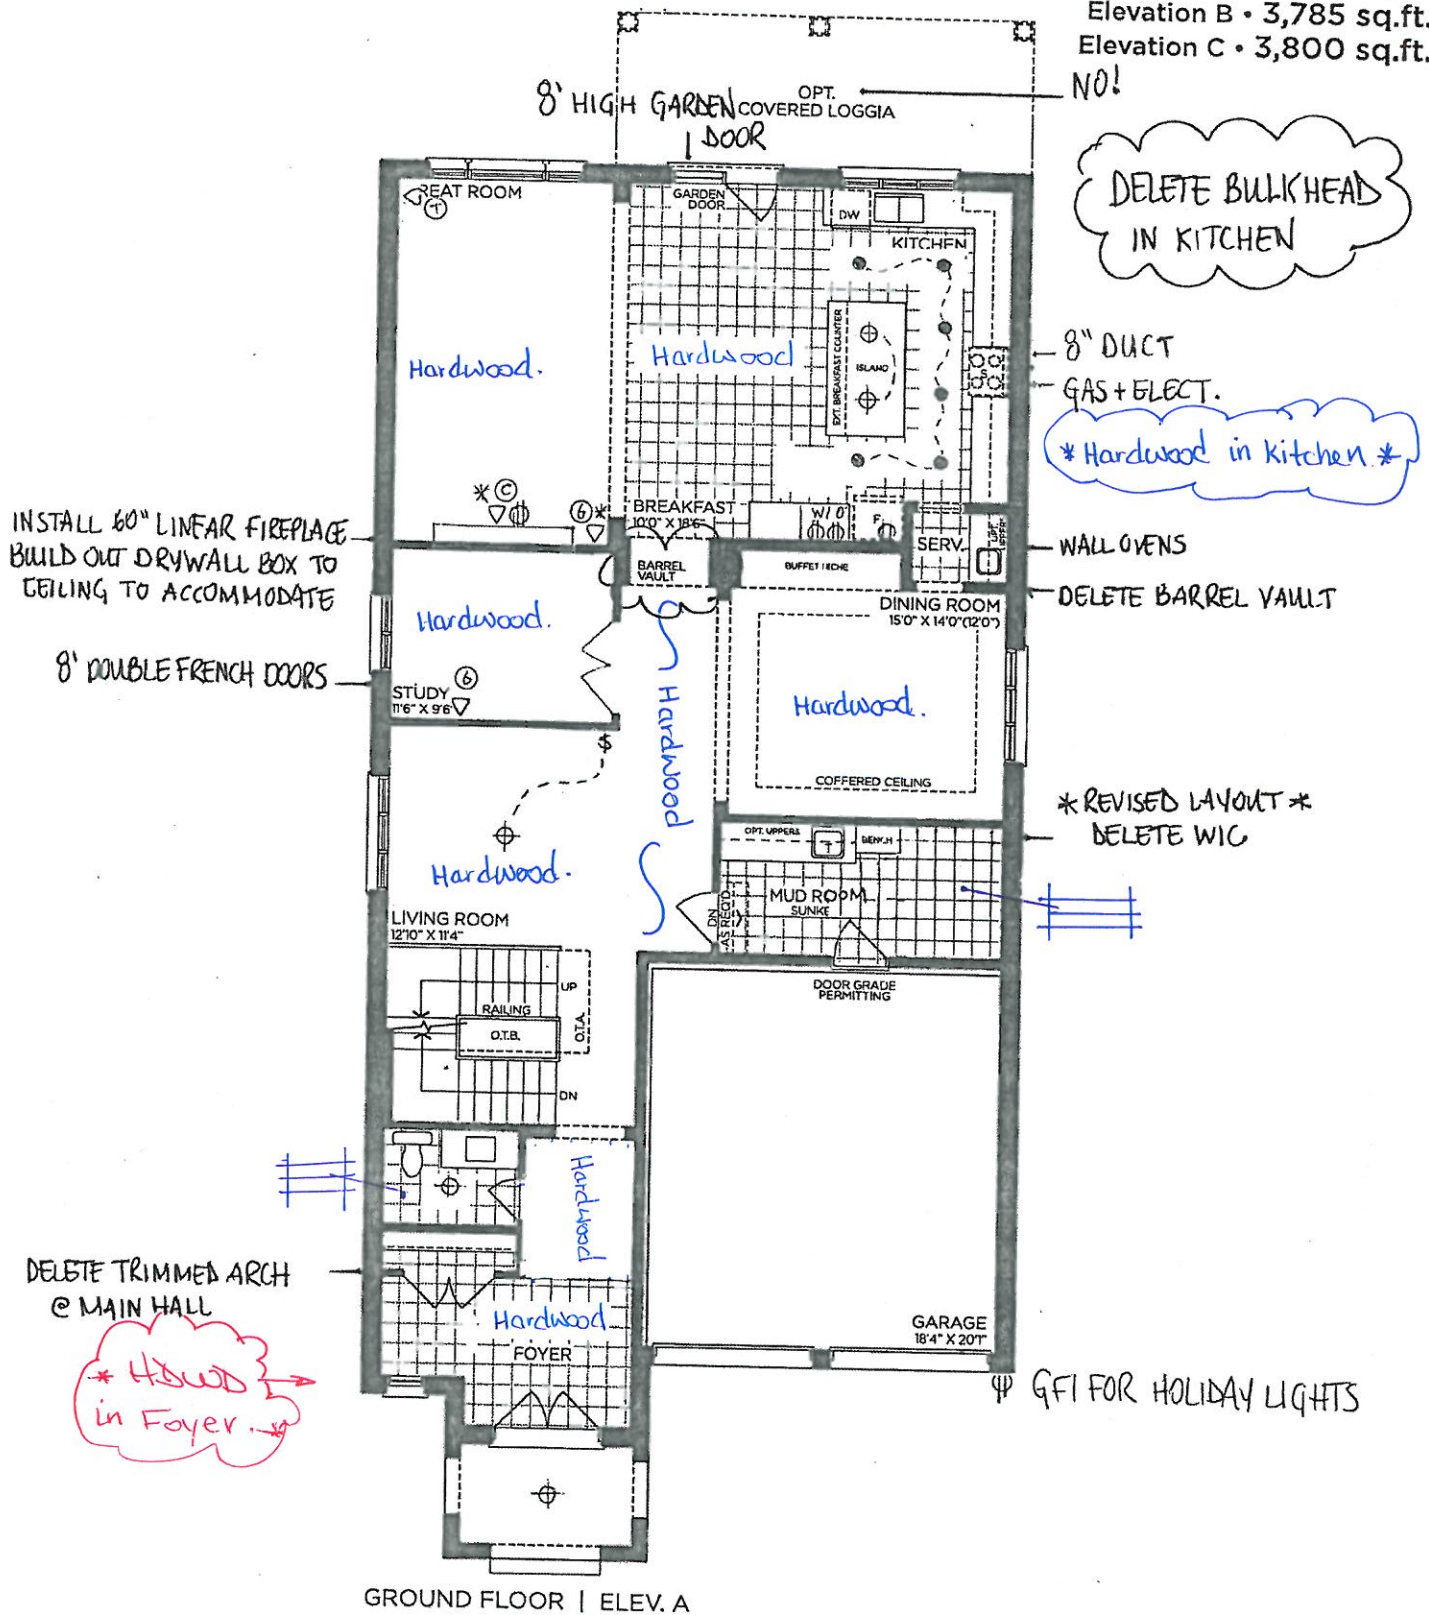 Elevation B • 3,785 sq.ft.
Elevation C • 3,800 sq.ft.
NO!
OPT.
COVERED LOGGIA
8' HIGH GARDEN
DOOR
DELETE BULKHEAD
IN KITCHEN
REAT ROOM
T
GARDEN
DOOR
DW
KITCHEN
Hardwood.
Hardwood
EXT. BREAKFAST COUNTER
ISLAND
S
8" DUCT
GAS + ELECT.
* Hardwood in kitchen *
* C
6 *
BREAKFAST
10'0" X 18'6"
W/O
F
INSTALL 60" LINEAR FIREPLACE
BUILD OUT DRYWALL BOX TO
CEILING TO ACCOMMODATE
BARREL
VAULT
BUFFET NICHE
SERV.
WALL OVENS
DELETE BARREL VAULT
DINING ROOM
15'0" X 14'0"(12'0")
Hardwood.
8' DOUBLE FRENCH DOORS
STUDY
11'6" X 9'6"
6
Hardwood
Hardwood.
COFFERED CEILING
$
* REVISED LAYOUT *
DELETE WIC
OPT. UPPERS
T
BENCH
Hardwood.
MUD ROOM
SUNKE
DN
AS REQ'D
LIVING ROOM
12'10" X 11'4"
DOOR GRADE
PERMITTING
UP
RAILING
O.T.B.
O.T.A.
DN
Hardwood
DELETE TRIMMED ARCH
@ MAIN HALL
Hardwood
FOYER
* HDWD
in Foyer. *
GARAGE
18'4" X 20'1"
GFI FOR HOLIDAY LIGHTS
GROUND FLOOR | ELEV. A